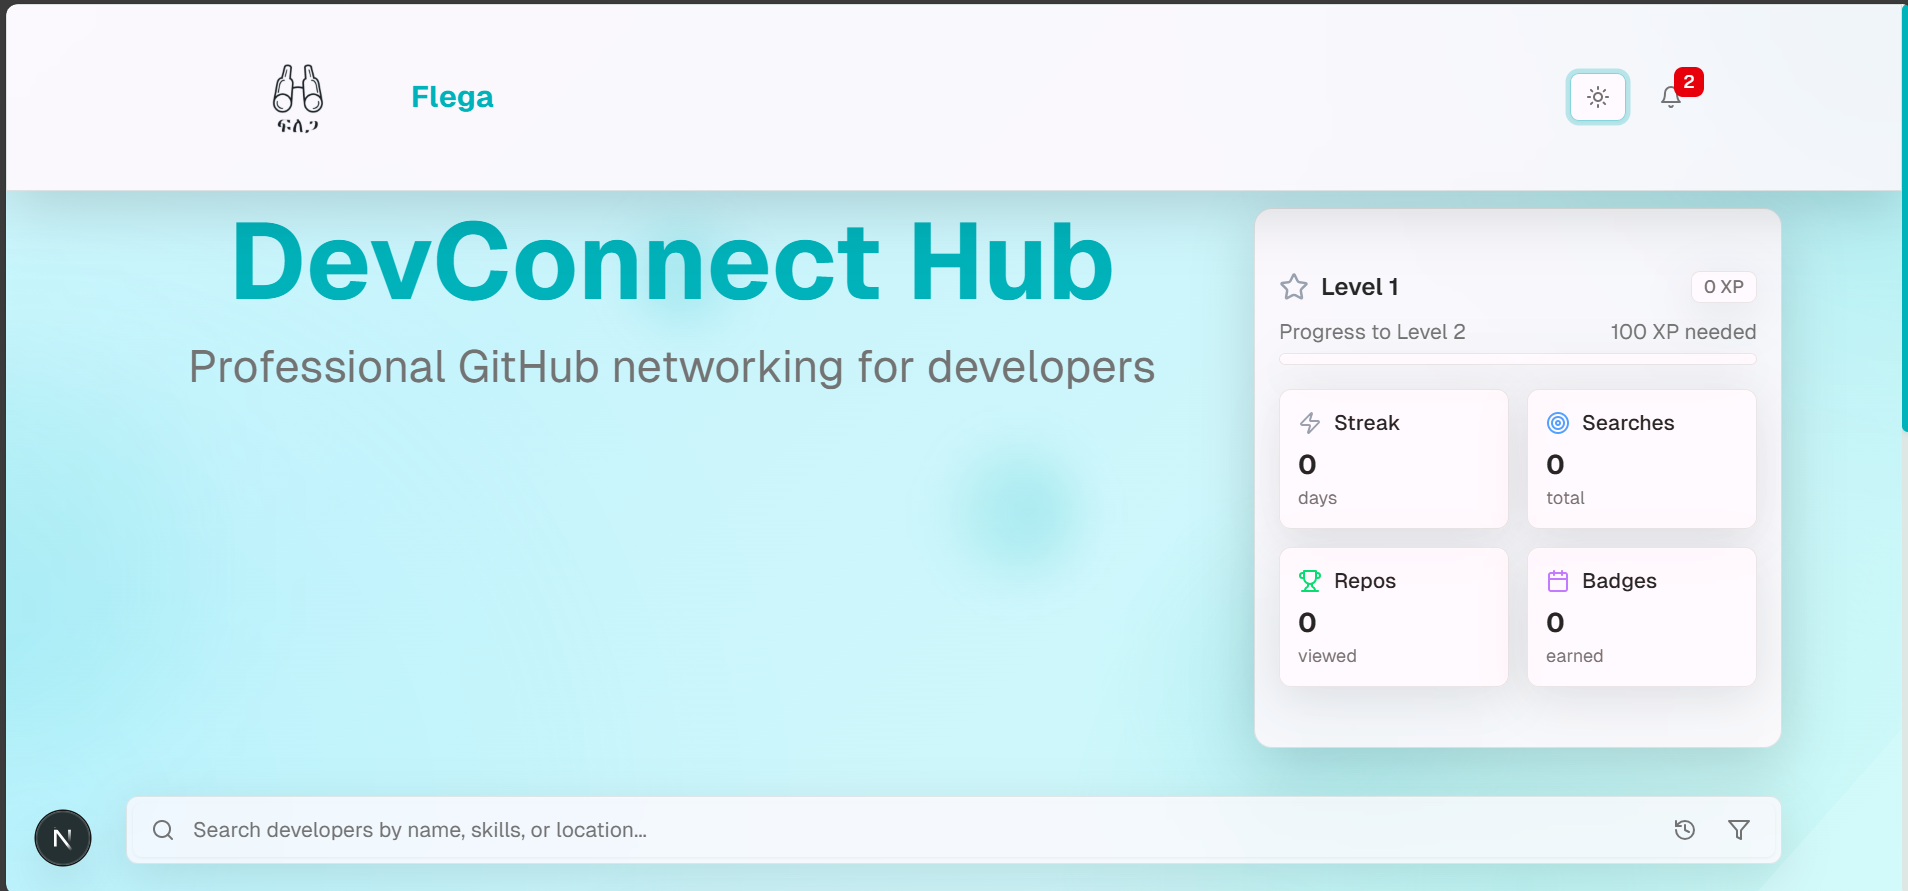 ፍለጋ
Flega
2
DevConnect Hub
Professional GitHub networking for developers
Level 1
0 XP
Progress to Level 2
100 XP needed
Streak
0
days
Searches
0
total
Repos
0
viewed
Badges
0
earned
N
Search developers by name, skills, or location...